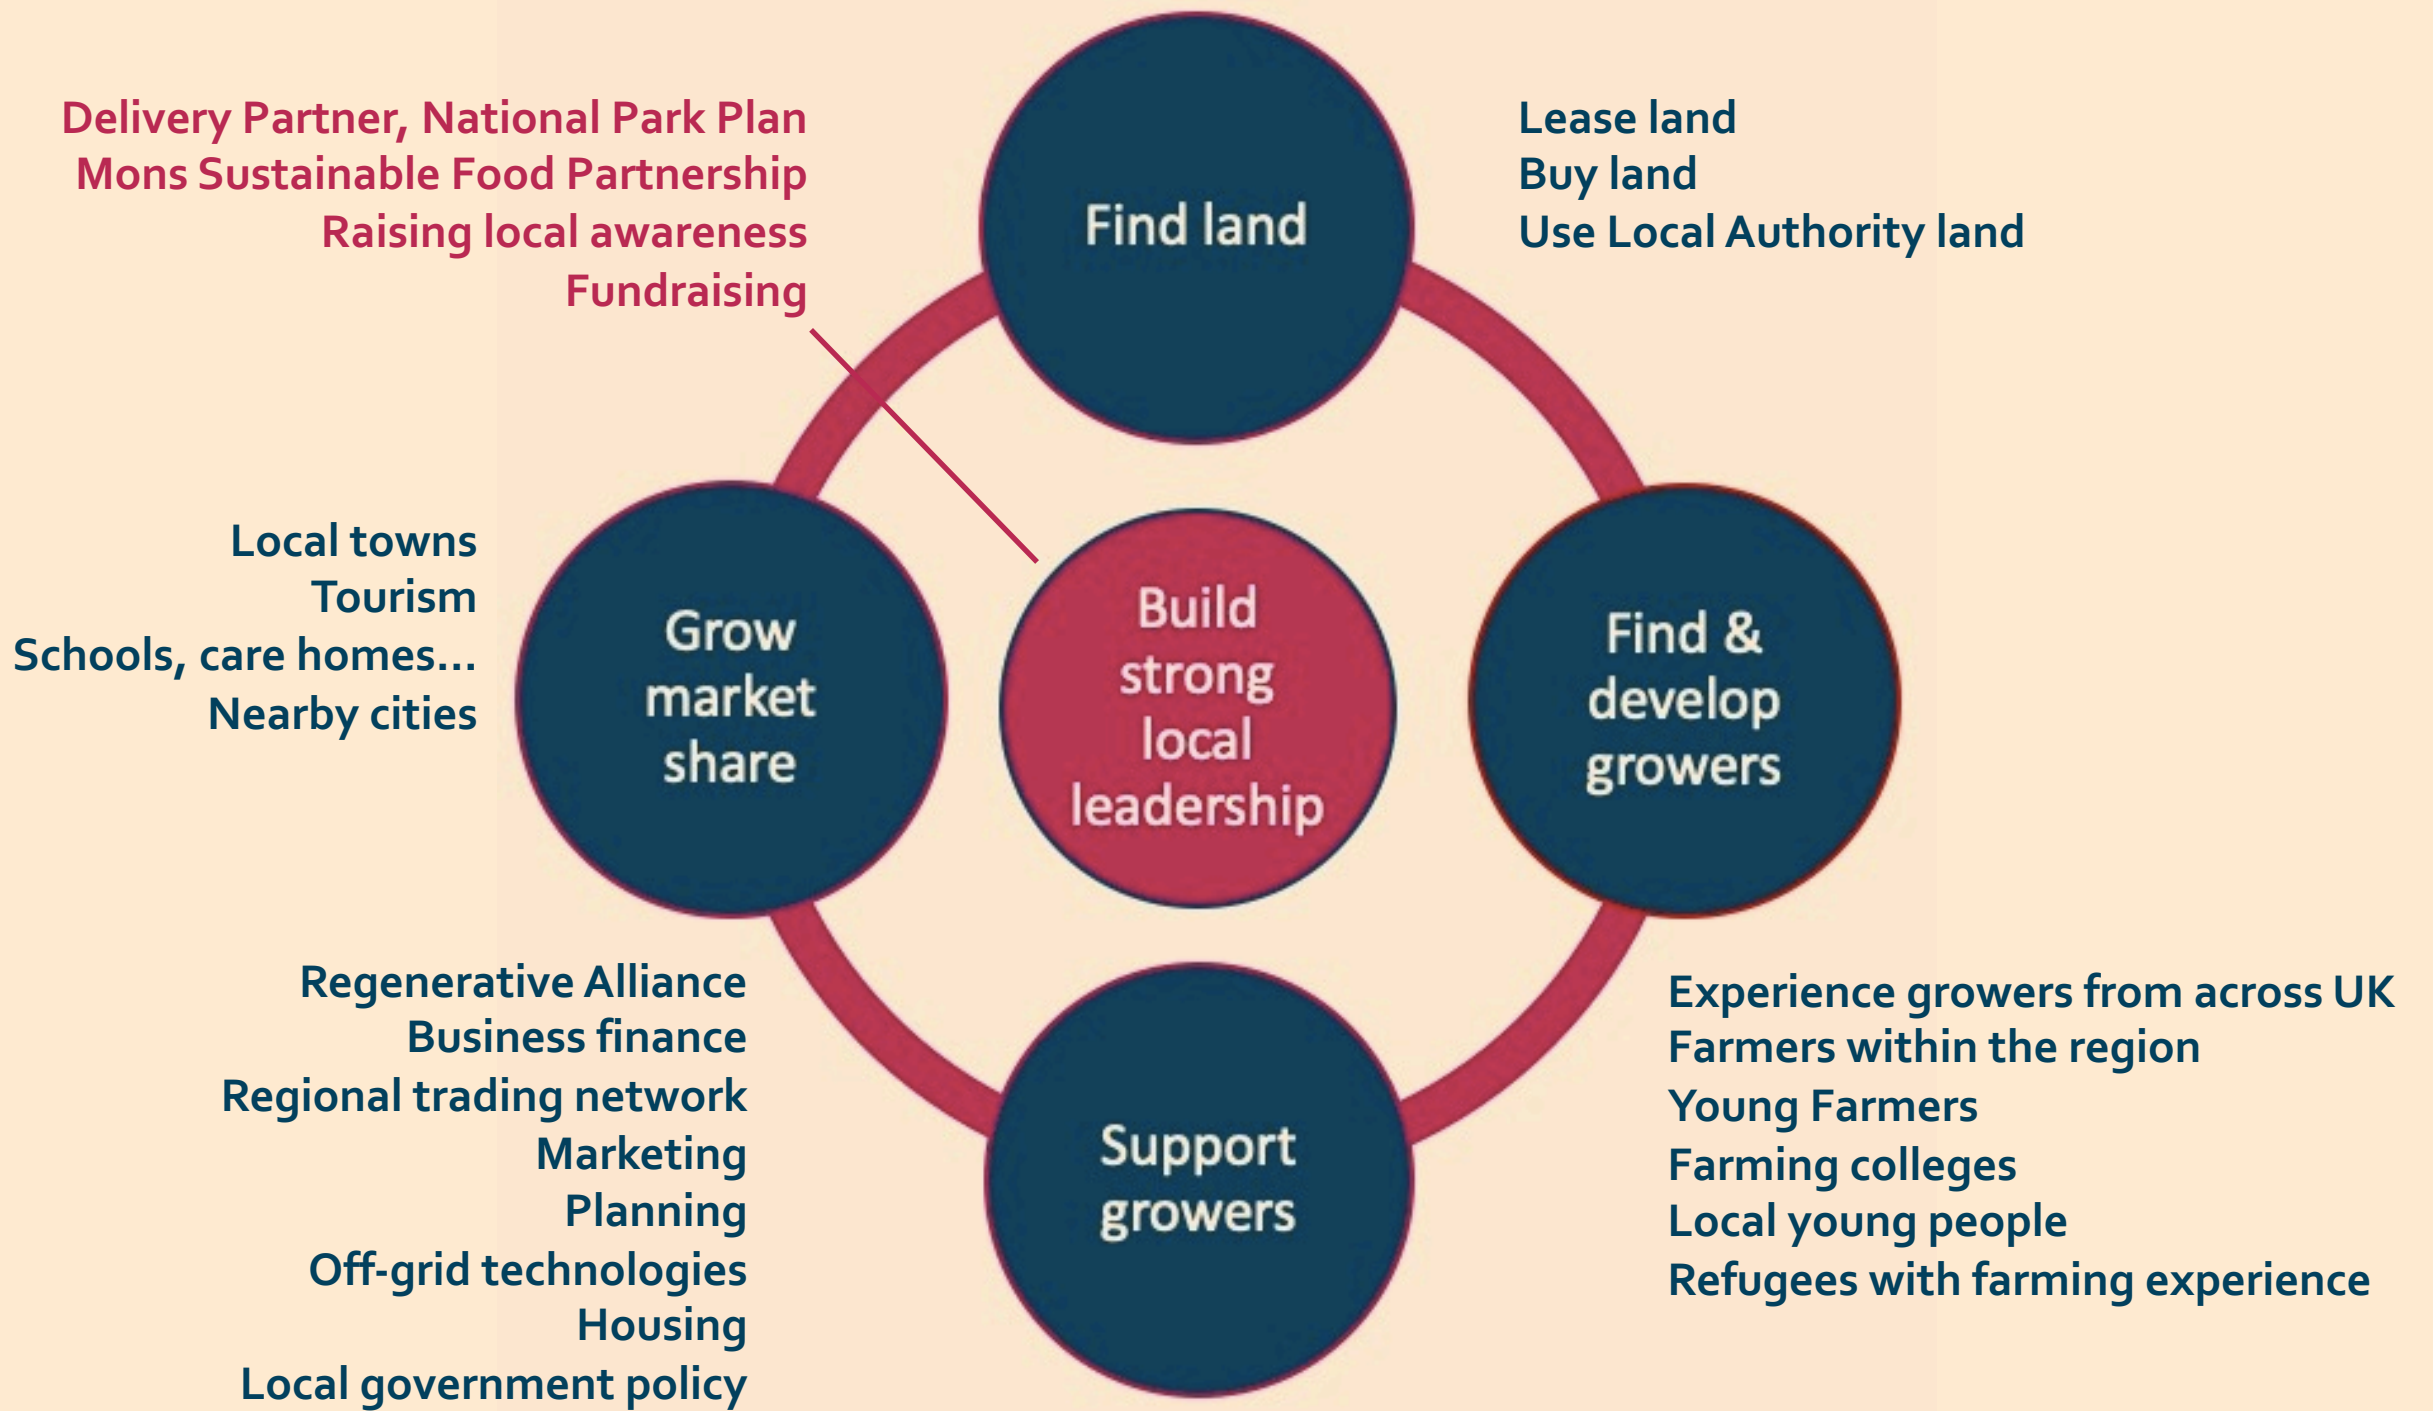 Delivery Partner, National Park Plan
Mons Sustainable Food Partnership
Raising local awareness
Fundraising
Find land
Lease land
Buy land
Use Local Authority land
Local towns
Tourism
Schools, care homes...
Nearby cities
Grow
market
share
Build
strong
local
leadership
Find &
develop
growers
Regenerative Alliance
Business finance
Regional trading network
Marketing
Planning
Off-grid technologies
Housing
Local government policy
Support
growers
Experience growers from across UK
Farmers within the region
Young Farmers
Farming colleges
Local young people
Refugees with farming experience